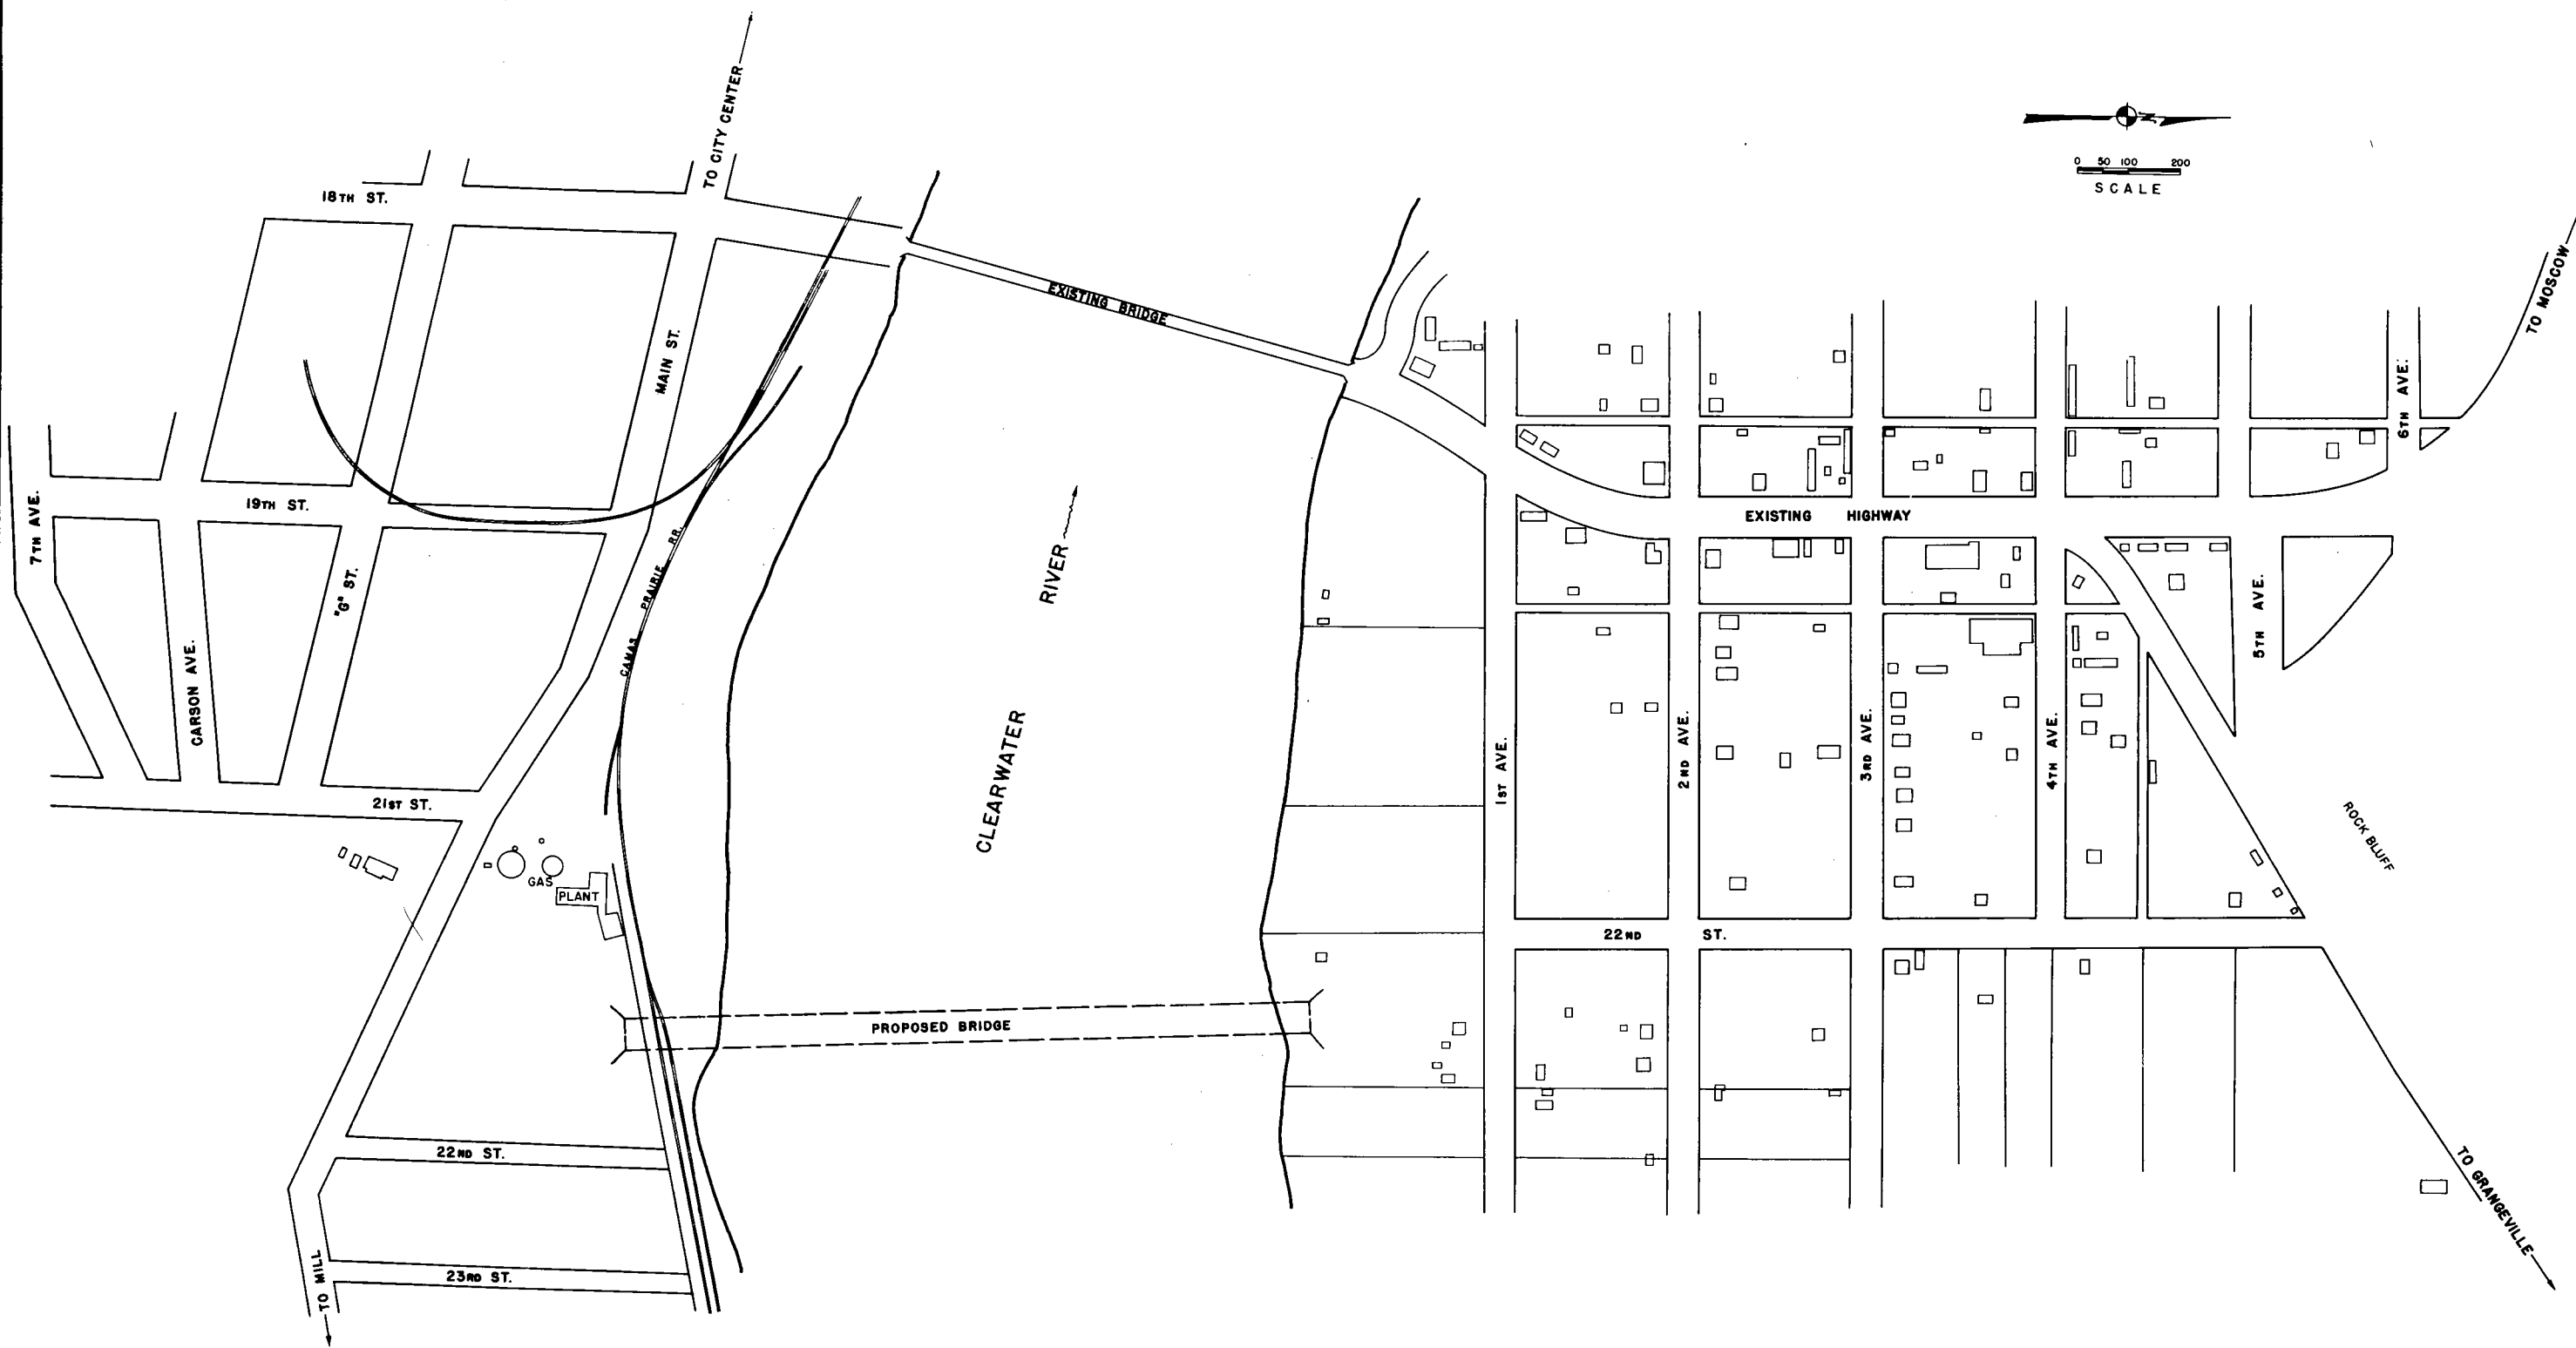 TO CITY CENTER
N
0 50 100 200
SCALE
18TH ST.
TO MOSCOW
EXISTING BRIDGE
MAIN ST.
6TH AVE.
7TH AVE.
19TH ST.
EXISTING HIGHWAY
CAMAS PRAIRIE RR.
"G" ST.
CARSON AVE.
CLEARWATER RIVER
5TH AVE.
1ST AVE.
2ND AVE.
3RD AVE.
4TH AVE.
21ST ST.
ROCK BLUFF
GAS
PLANT
22ND ST.
PROPOSED BRIDGE
22ND ST.
TO GRANGEVILLE
TO MILL
23RD ST.